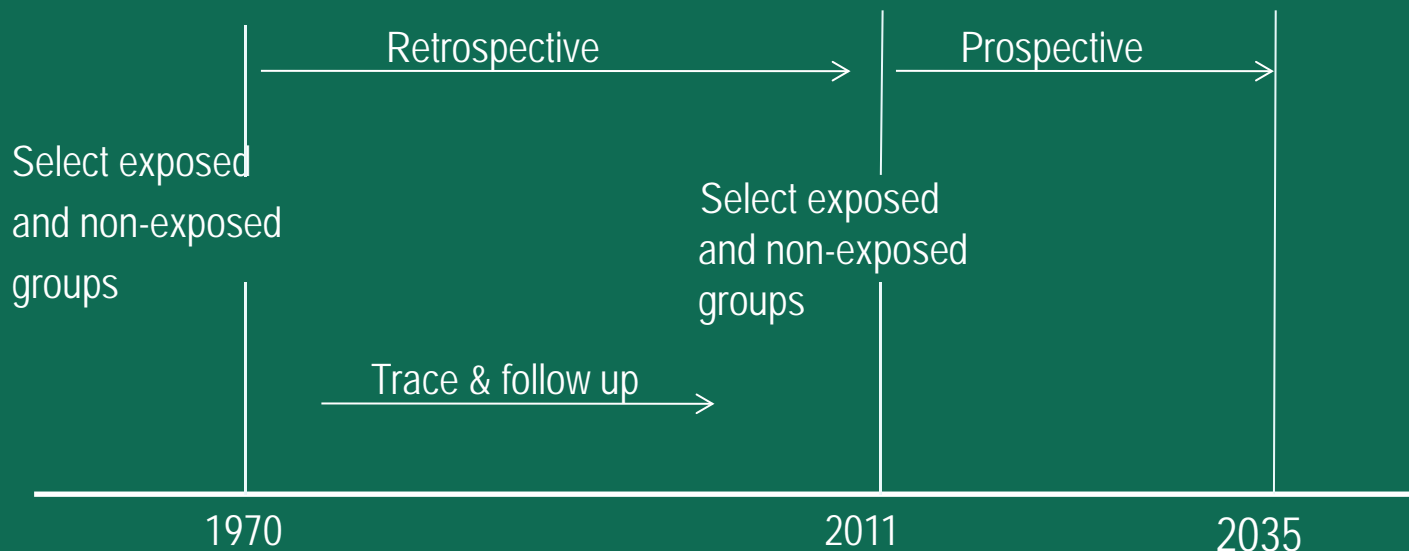 Retrospective
Prospective
Select exposed
and non-exposed
groups
Select exposed
and non-exposed
groups
Trace & follow up
1970
2011
2035